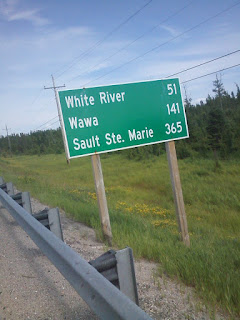 White River 51
Wawa 141
Sault Ste. Marie 365